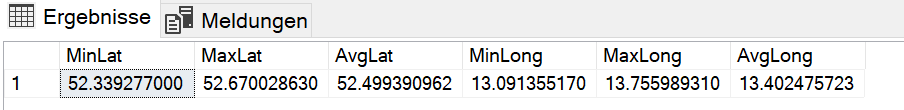 Ergebnisse Meldungen
MinLat MaxLat AvgLat MinLong MaxLong AvgLong
1 52.339277000 52.670028630 52.499390962 13.091355170 13.755989310 13.402475723